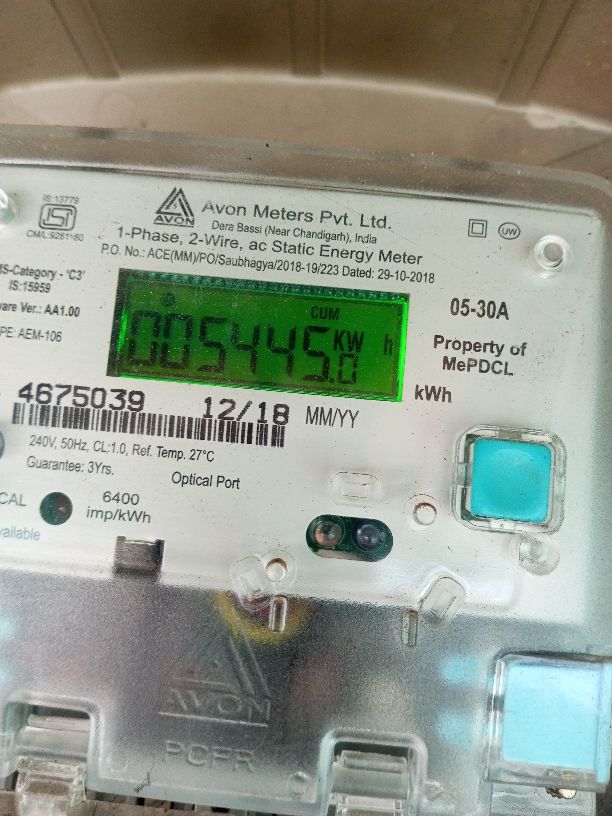 IS:13779
CM/L:9281180
AVON
Avon Meters Pvt. Ltd.
Dera Bassi (Near Chandigarh), India
1-Phase, 2-Wire, ac Static Energy Meter
P.O. No.: ACE(MM)/PO/Saubhagya/2018-19/223 Dated: 29-10-2018
UW
MS-Category - 'C3'
IS:15959
ware Ver.: AA1.00
PE: AEM-106
CUM
005445.0 KW h
05-30A
Property of
MePDCL
kWh
4675039 12/18 MM/YY
240V, 50Hz, CL:1.0, Ref. Temp. 27°C
Guarantee: 3Yrs.
Optical Port
CAL
6400
imp/kWh
vailable
AVON
PCFR